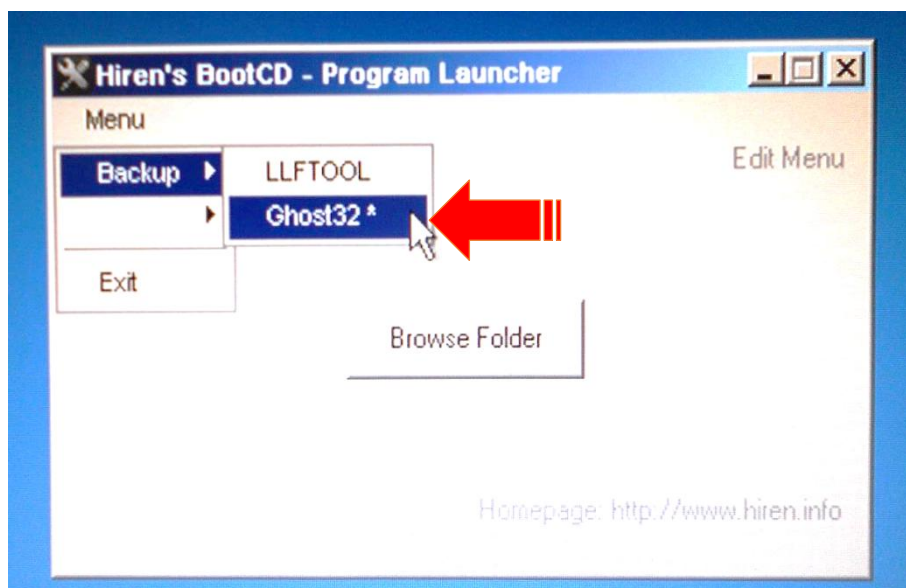 Hiren's BootCD - Program Launcher
Menu
Edit Menu
Backup
LLFTOOL
Ghost32 *
Exit
Browse Folder
Homepage: http://www.hiren.info